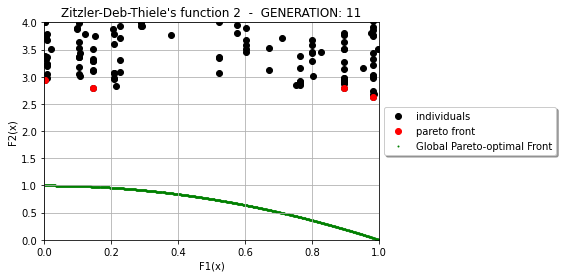 Zitzler-Deb-Thiele's function 2 - GENERATION: 11
F2(x)
4.0
3.5
3.0
2.5
2.0
1.5
1.0
0.5
0.0
0.0 0.2 0.4 0.6 0.8 1.0
F1(x)
individuals
pareto front
Global Pareto-optimal Front